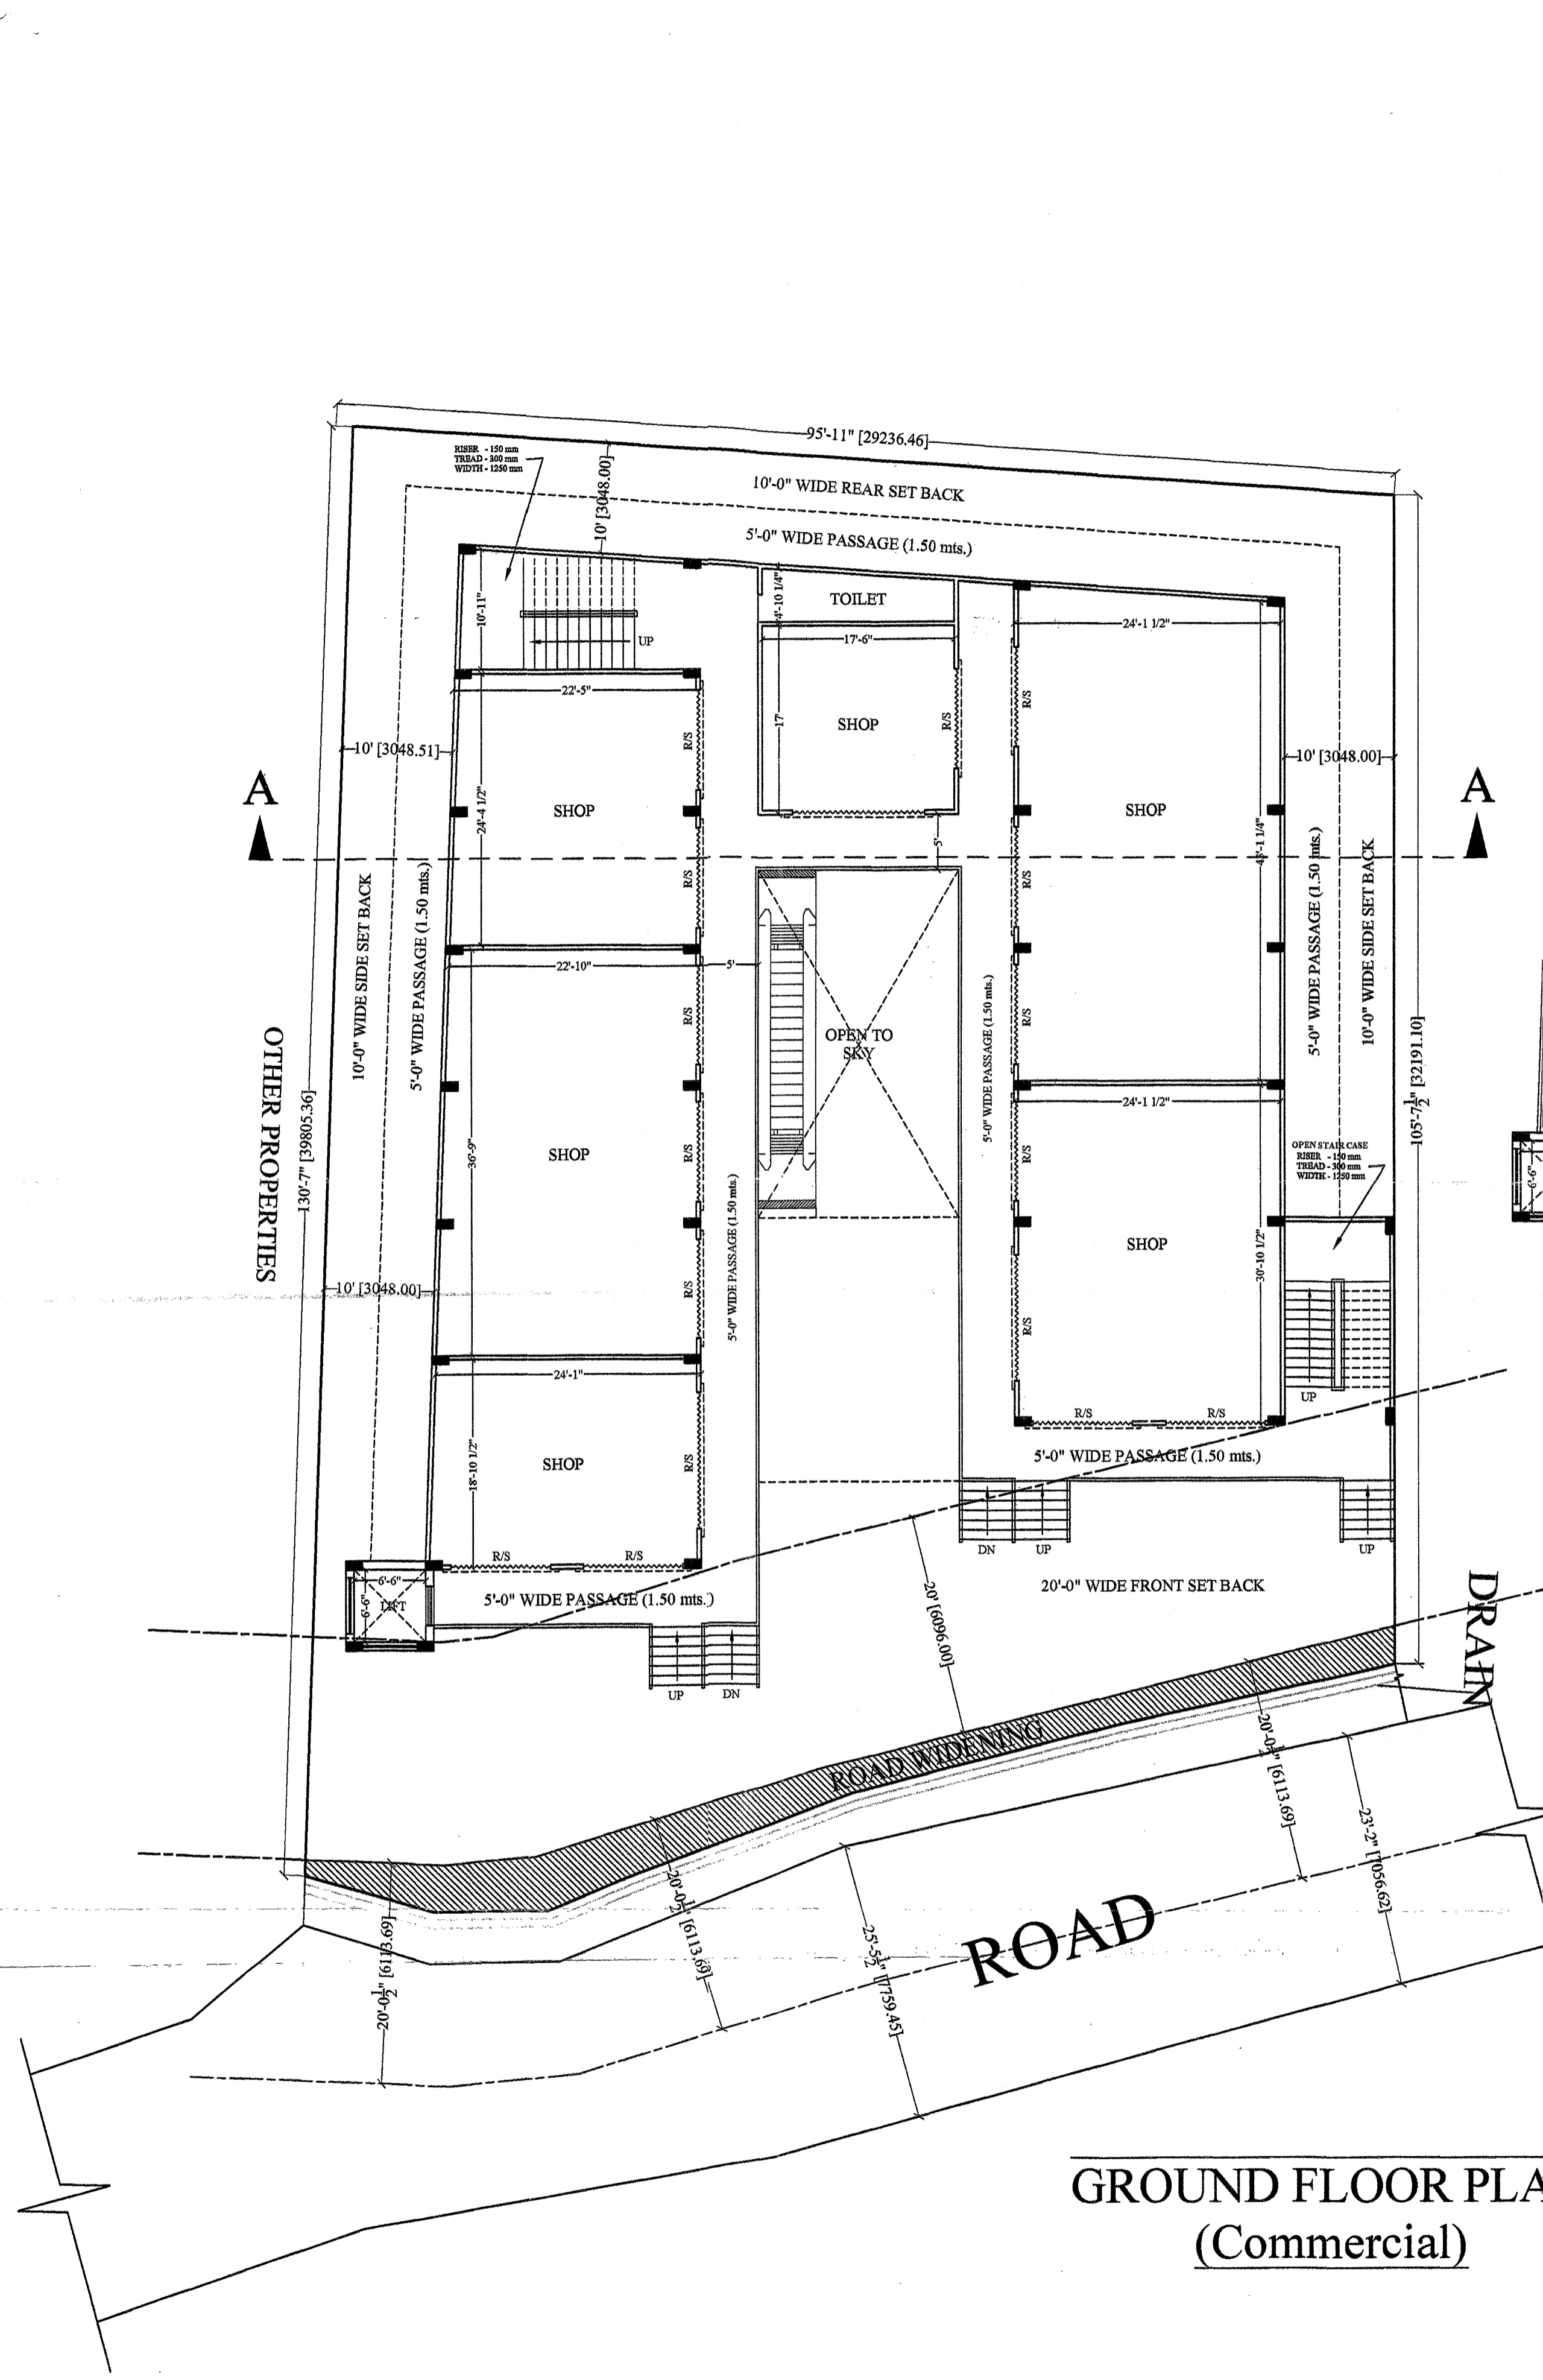 95'-11" [29236.46]
RISER - 150 mm
TREAD - 300 mm
WIDTH - 1250 mm
10' [3048.00]
10'-0" WIDE REAR SET BACK
5'-0" WIDE PASSAGE (1.50 mts.)
10'-11"
UP
4'-10 1/4"
TOILET
17'-6"
17'
SHOP
R/S
24'-1 1/2"
R/S
22'-5"
R/S
24'-4 1/2"
SHOP
R/S
10' [3048.51]
10' [3048.00]
SHOP
R/S
R/S
A
A
5'
10'-0" WIDE SIDE SET BACK
5'-0" WIDE PASSAGE (1.50 mts.)
5'-0" WIDE PASSAGE (1.50 mts.)
10'-0" WIDE SIDE SET BACK
22'-10"
5'
R/S
OPEN TO
SKY
5'-0" WIDE PASSAGE (1.50 mts.)
OTHER PROPERTIES
130'-7" [39805.36]
105'-7 1/2" [32191.10]
24'-1 1/2"
36'-9"
SHOP
R/S
R/S
OPEN STAIR CASE
RISER - 150 mm
TREAD - 300 mm
WIDTH - 1250 mm
6'-6"
5'-0" WIDE PASSAGE (1.50 mts.)
SHOP
30'-10 1/2"
R/S
R/S
10' [3048.00]
24'-1"
UP
R/S
R/S
18'-10 1/2"
SHOP
R/S
5'-0" WIDE PASSAGE (1.50 mts.)
R/S
R/S
6'-6"
6'-6"
LIFT
5'-0" WIDE PASSAGE (1.50 mts.)
DN
UP
UP
20' [6096.00]
20'-0" WIDE FRONT SET BACK
DRAIN
UP
DN
ROAD WIDENING
20'-0 1/2" [6113.69]
20'-0 1/2" [6113.69]
20'-0 1/2" [6113.69]
25'-5 1/2" [7759.45]
23'-2" [7056.62]
ROAD
GROUND FLOOR PLA
(Commercial)